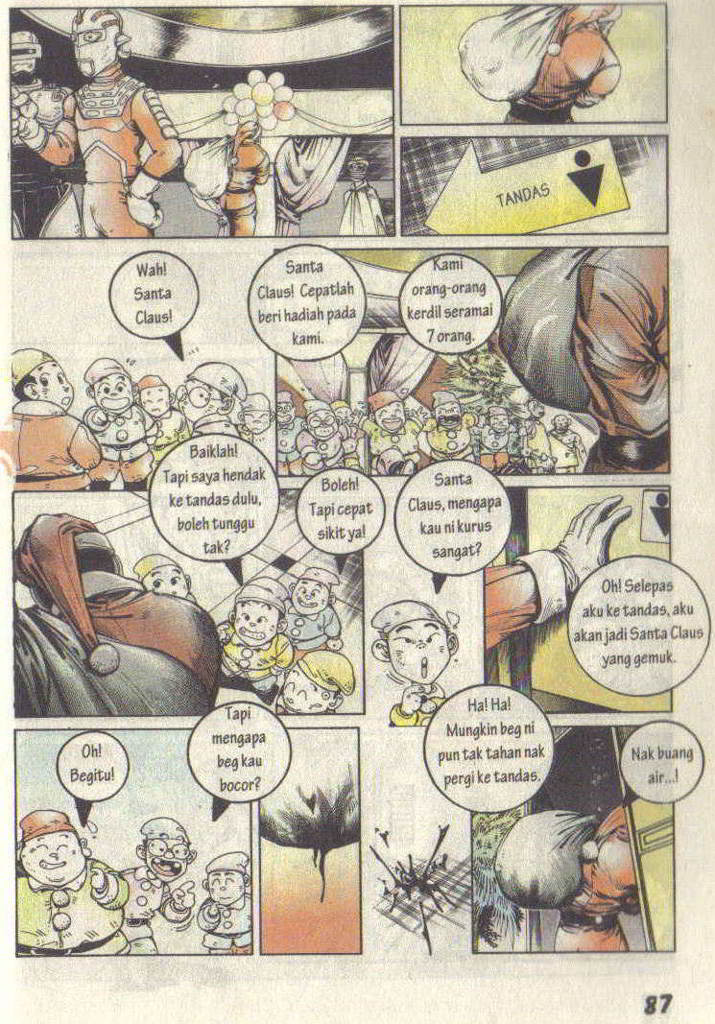 TANDAS
Wah!
Santa
Claus!
Santa
Claus! Cepatlah
beri hadiah pada
kami.
Kami
orang-orang
kerdil seramai
7 orang.
Baiklah!
Tapi saya hendak
ke tandas dulu,
boleh tunggu
tak?
Boleh!
Tapi cepat
sikit ya!
Santa
Claus, mengapa
kau ni kurus
sangat?
Oh! Selepas
aku ke tandas, aku
akan jadi Santa Claus
yang gemuk.
Oh!
Begitu!
Tapi
mengapa
beg kau
bocor?
Ha! Ha!
Mungkin beg ni
pun tak tahan nak
pergi ke tandas.
Nak buang
air...!
87